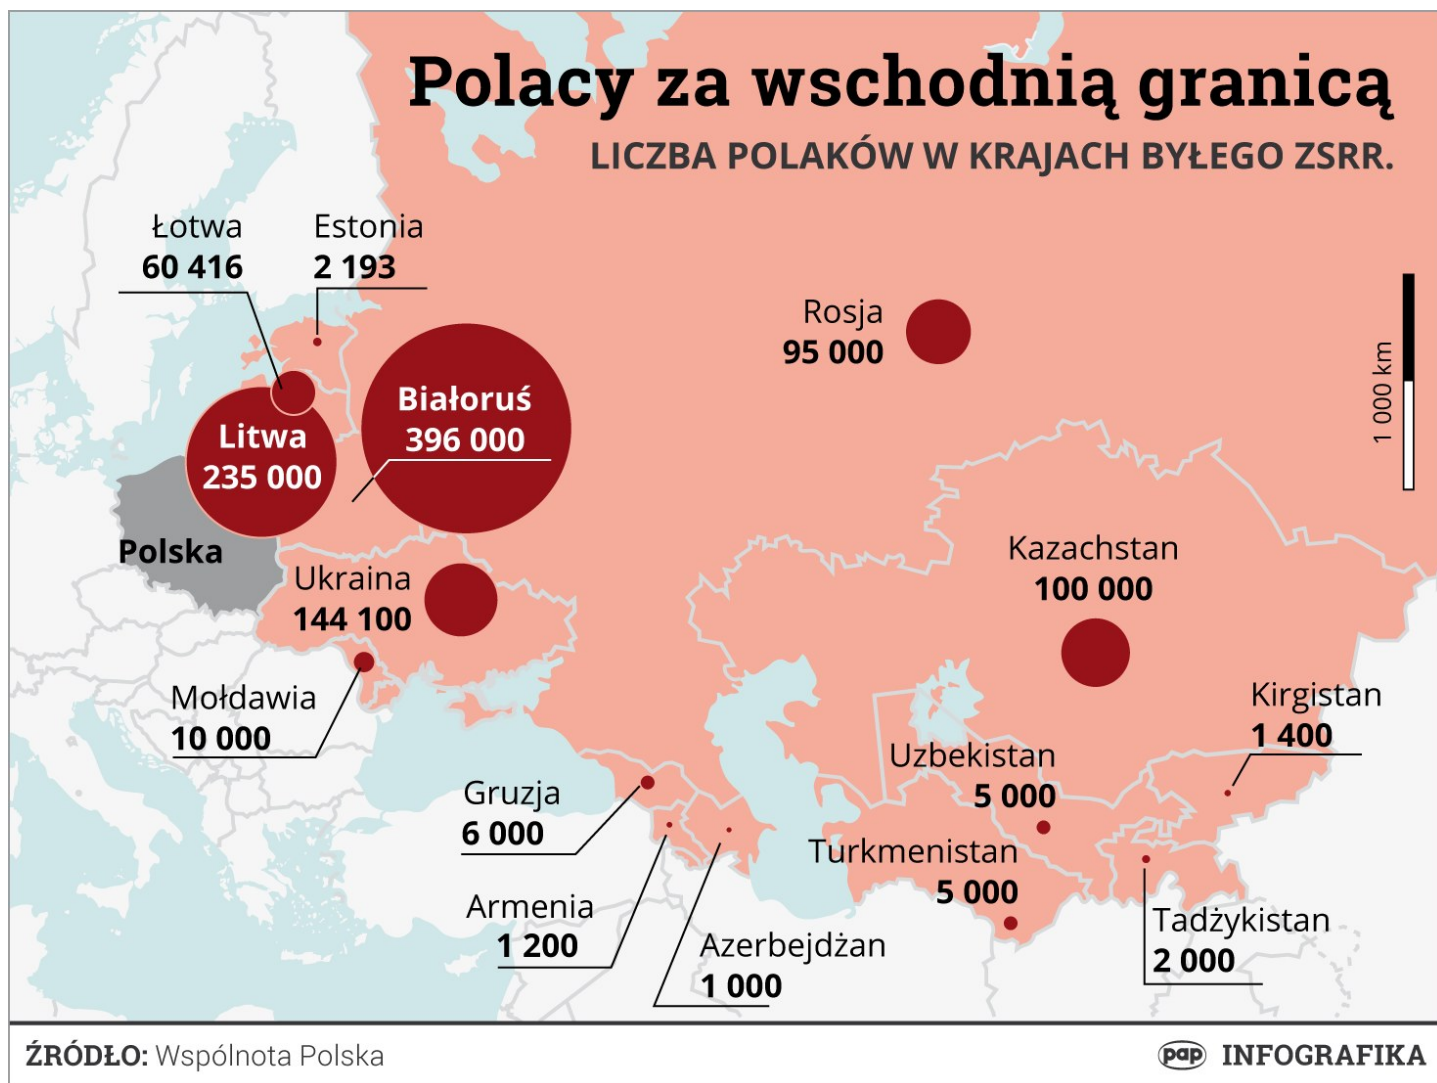 Polacy za wschodnią granicą
LICZBA POLAKÓW W KRAJACH BYŁEGO ZSRR.
Łotwa
60 416
Estonia
2 193
Rosja
95 000
1 000 km
Białoruś
396 000
Litwa
235 000
Polska
Ukraina
144 100
Kazachstan
100 000
Mołdawia
10 000
Kirgistan
1 400
Uzbekistan
5 000
Gruzja
6 000
Turkmenistan
5 000
Armenia
1 200
Azerbejdżan
1 000
Tadżykistan
2 000
ŹRÓDŁO: Wspólnota Polska
pap INFOGRAFIKA